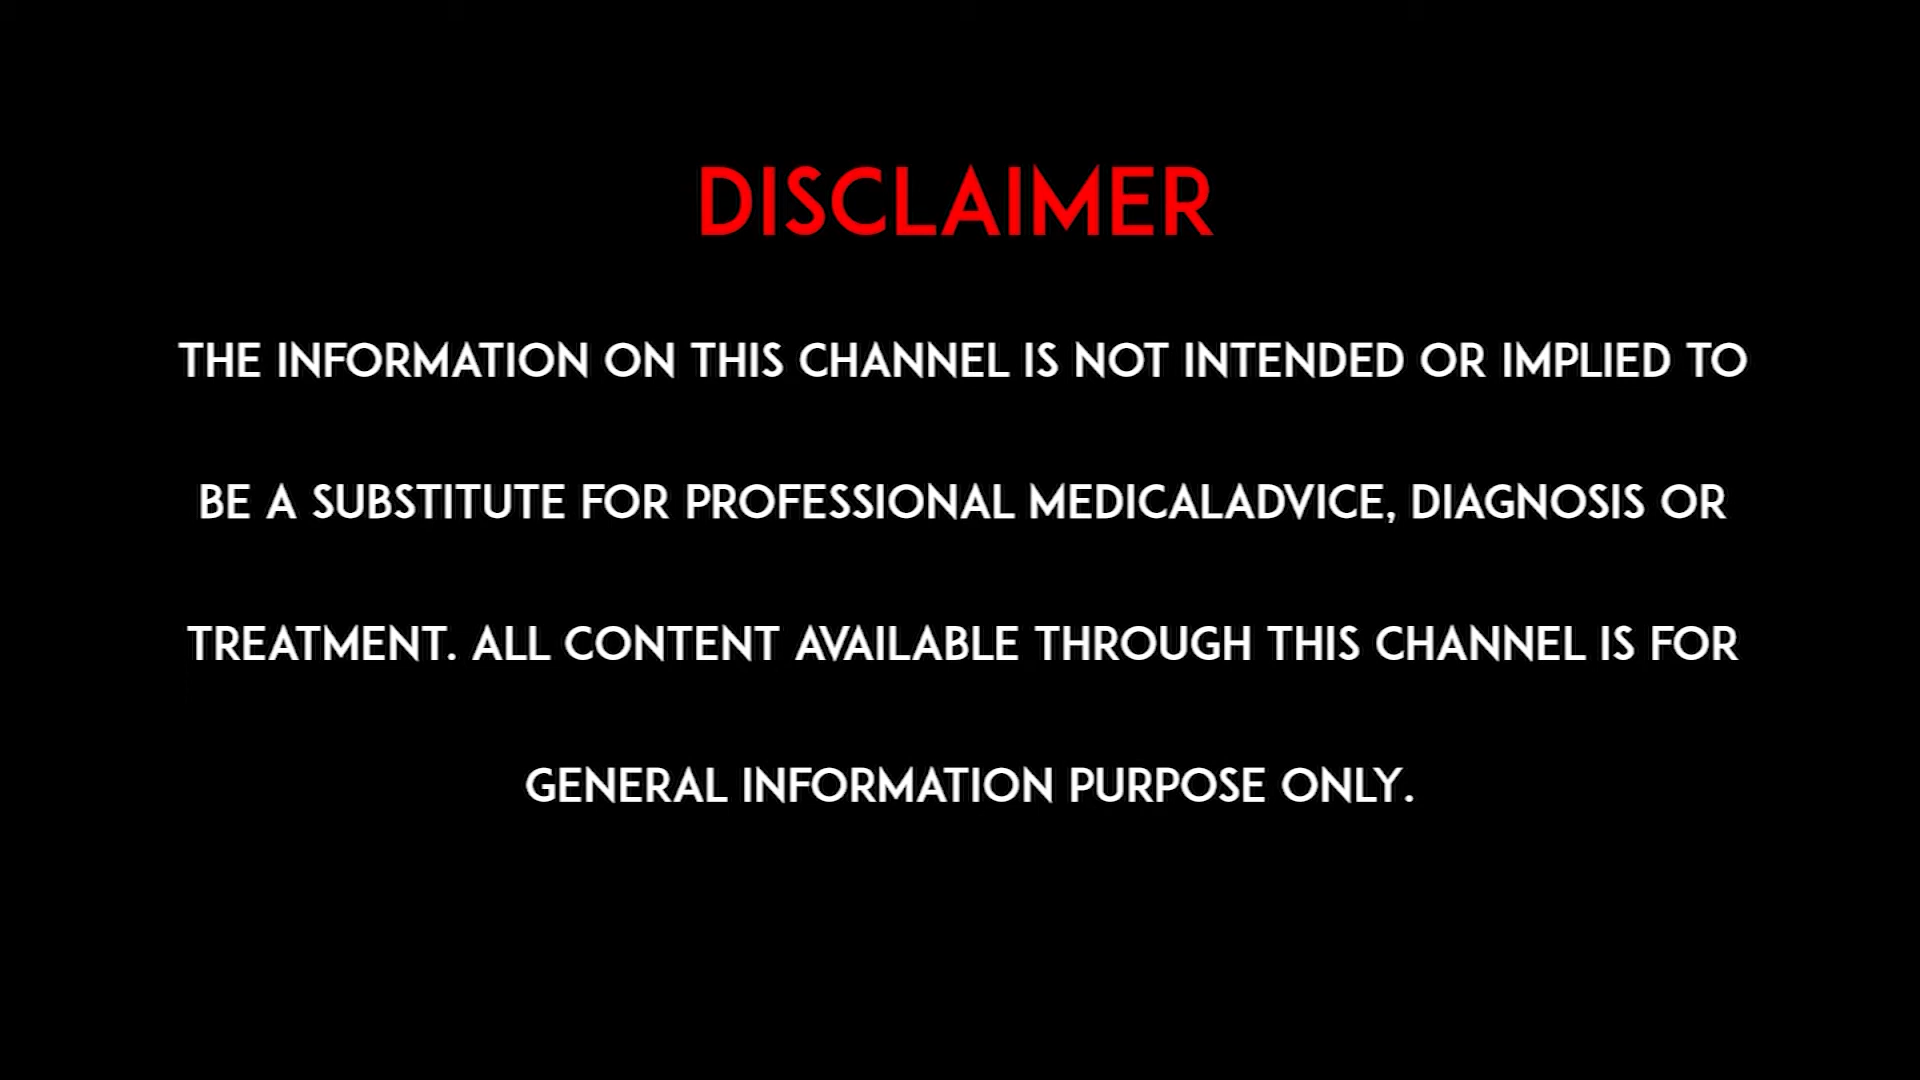 DISCLAIMER
THE INFORMATION ON THIS CHANNEL IS NOT INTENDED OR IMPLIED TO
BE A SUBSTITUTE FOR PROFESSIONAL MEDICALADVICE, DIAGNOSIS OR
TREATMENT. ALL CONTENT AVAILABLE THROUGH THIS CHANNEL IS FOR
GENERAL INFORMATION PURPOSE ONLY.